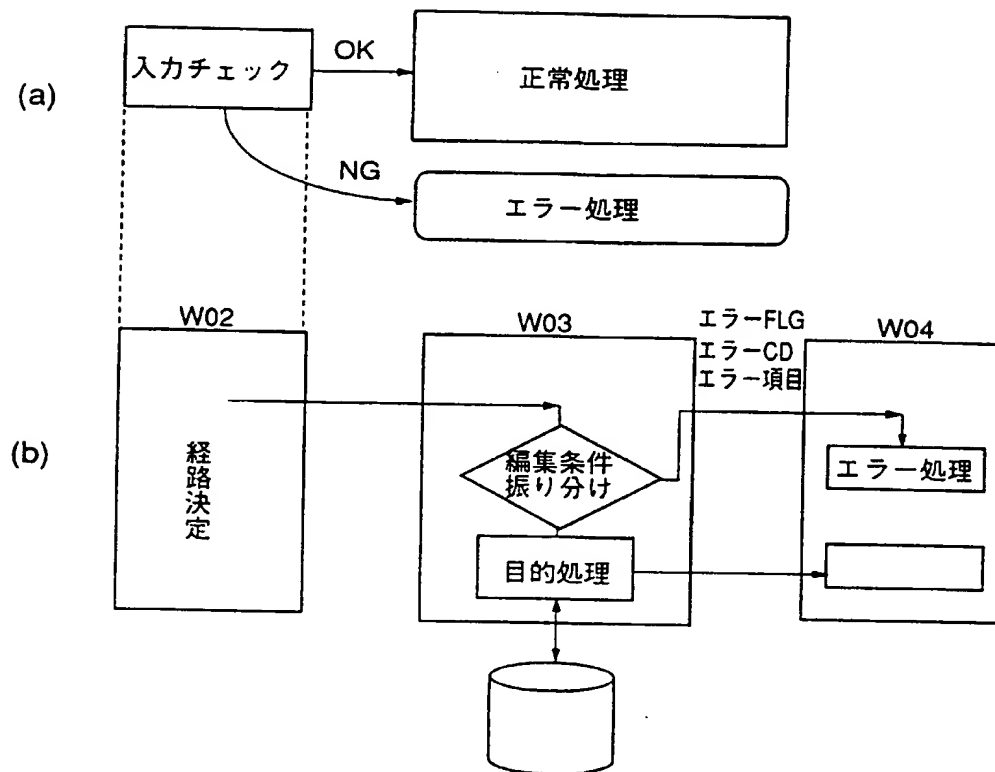 (a)
入力チェック
OK
正常処理
NG
エラー処理
(b)
W02
経路決定
W03
編集条件
振り分け
目的処理
エラーFLG
エラーCD
エラー項目
W04
エラー処理